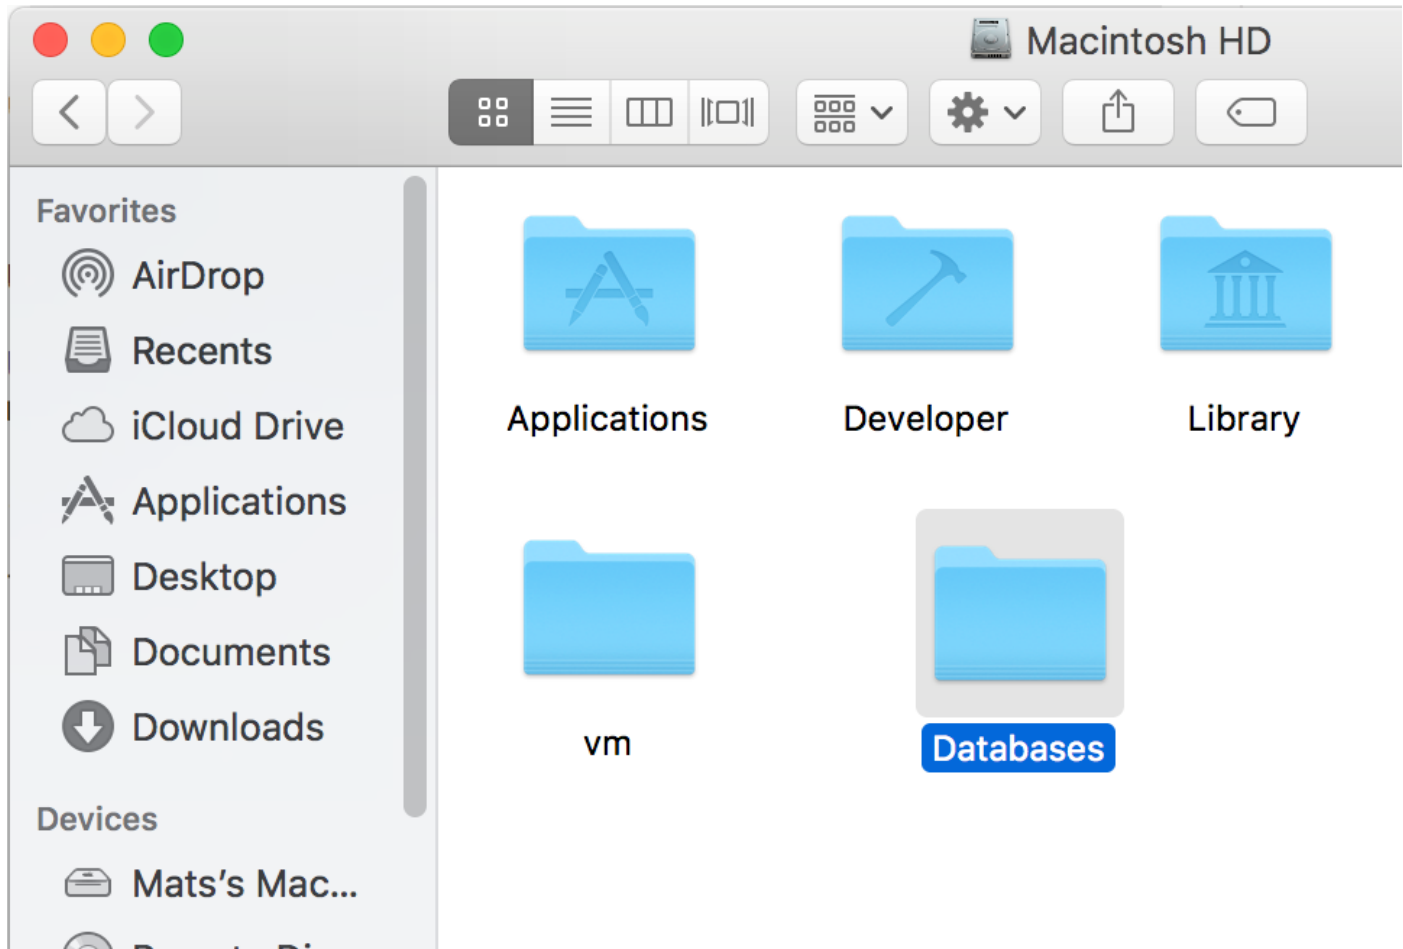 Macintosh HD
Favorites
AirDrop
Recents
iCloud Drive
Applications
Desktop
Documents
Downloads
Devices
Mats's Mac...
Applications
Developer
Library
vm
Databases